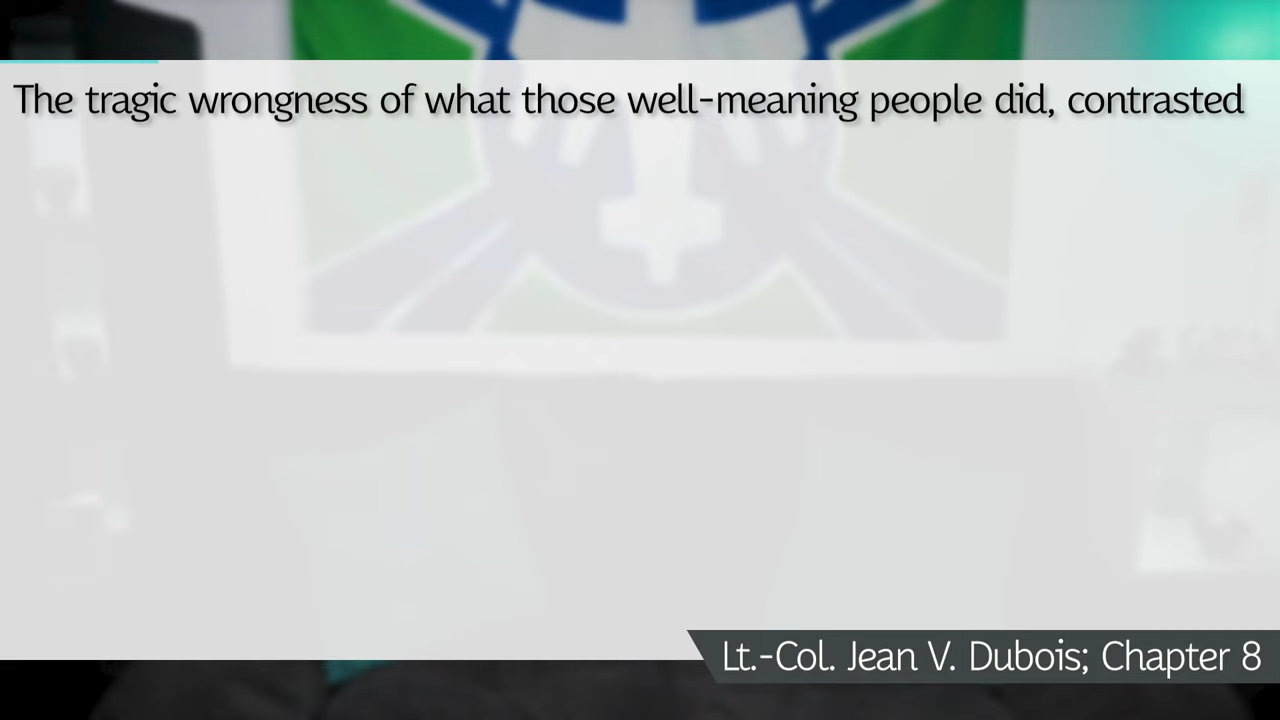 The tragic wrongness of what those well-meaning people did, contrasted
Lt.-Col. Jean V. Dubois; Chapter 8